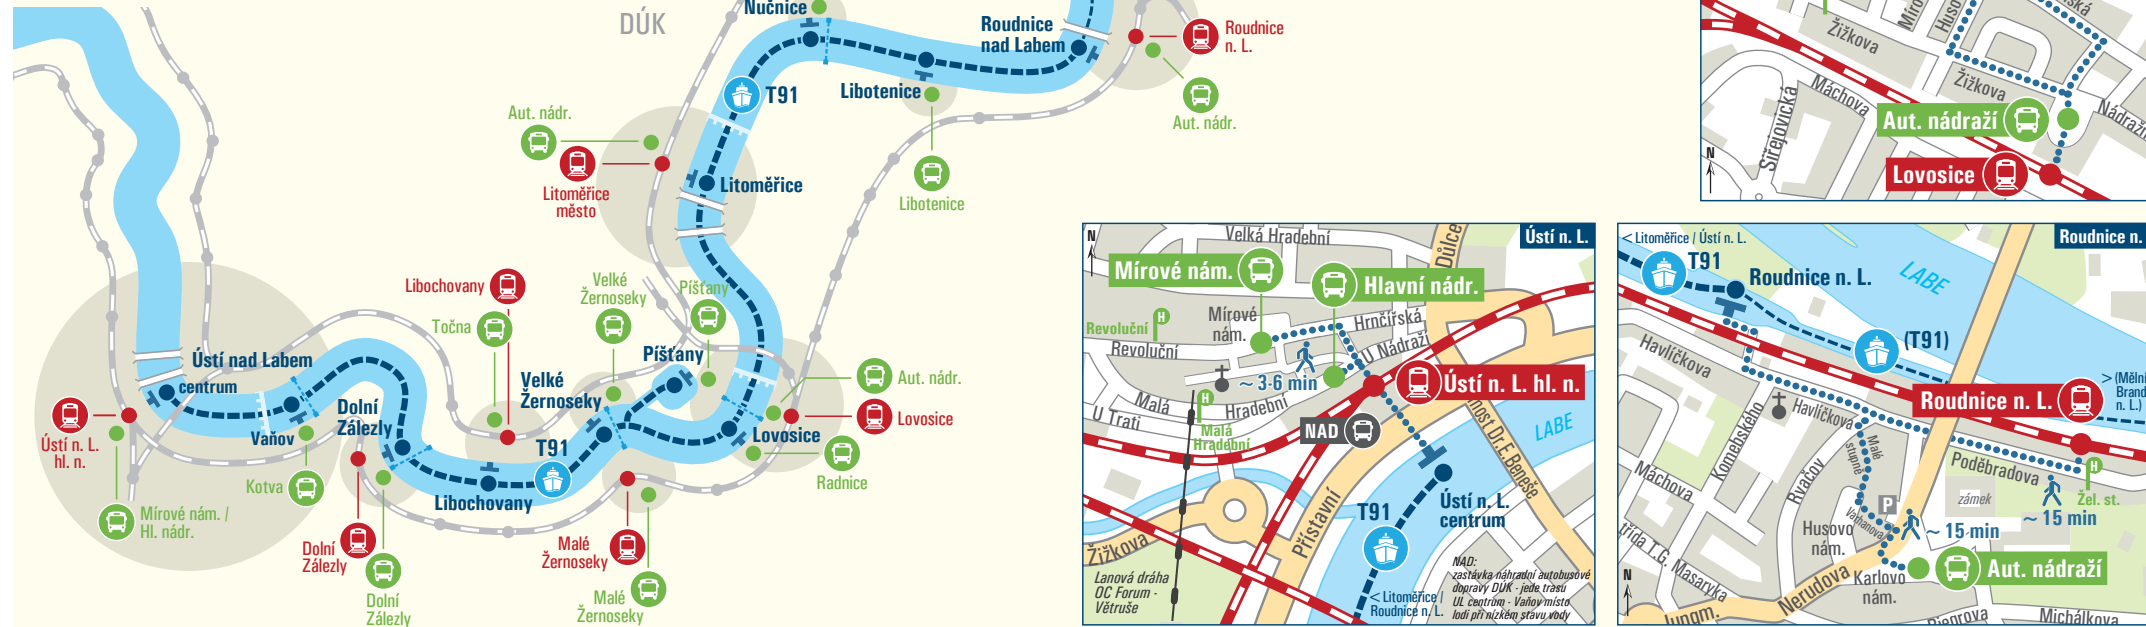 DÚK
Nučnice
Roudnice
nad Labem
Roudnice
n. L.
Aut. nádr.
Libotenice
Libotenice
T91
Aut. nádr.
Litoměřice
město
Litoměřice
Libochovany
Točna
Velké
Žernoseky
Píšťany
Píšťany
Ústí nad Labem
centrum
Vaňov
Dolní
Zálezly
Velké
Žernoseky
T91
Libochovany
Lovosice
Aut. nádr.
Lovosice
Radnice
Ústí n. L.
hl. n.
Mírové nám. /
Hl. nádr.
Kotva
Dolní
Zálezly
Dolní
Zálezly
Malé
Žernoseky
Malé
Žernoseky
Žižkova
Žižkova
Máchova
Siřejovická
Aut. nádraží
Lovosice
N
Ústí n. L.
N
Velká Hradební
Mírové nám.
Hlavní nádr.
Revoluční
H
Revoluční
Mírové
nám.
Hrnčířská
U Nádraží
~ 3-6 min
Malá
Hradební
U Trati
H
Malá
Hradební
NAD
Ústí n. L. hl. n.
most Dr. E. Beneše
LABE
Přístavní
Žižkova
T91
Ústí n. L.
centrum
Lanová dráha
OC Forum -
Větruše
< Litoměřice /
Roudnice n. L.
NAD:
zastávka náhradní autobusové
dopravy DÚK - jede trasu
UL centrum - Vaňov místo
lodi při nízkém stavu vody
Roudnice n.
< Litoměřice / Ústí n. L.
T91
Roudnice n. L.
LABE
(T91)
Havlíčkova
Havlíčkova
Komenského
Máchova
Roudnice n. L.
Poděbradova
H
Žel. st.
~ 15 min
zámek
Rvačov
P
Husovo
nám.
~ 15 min
Aut. nádraží
Karlovo
nám.
Nerudova
třída T.G. Masaryka
Jungm.
Michálkova
N